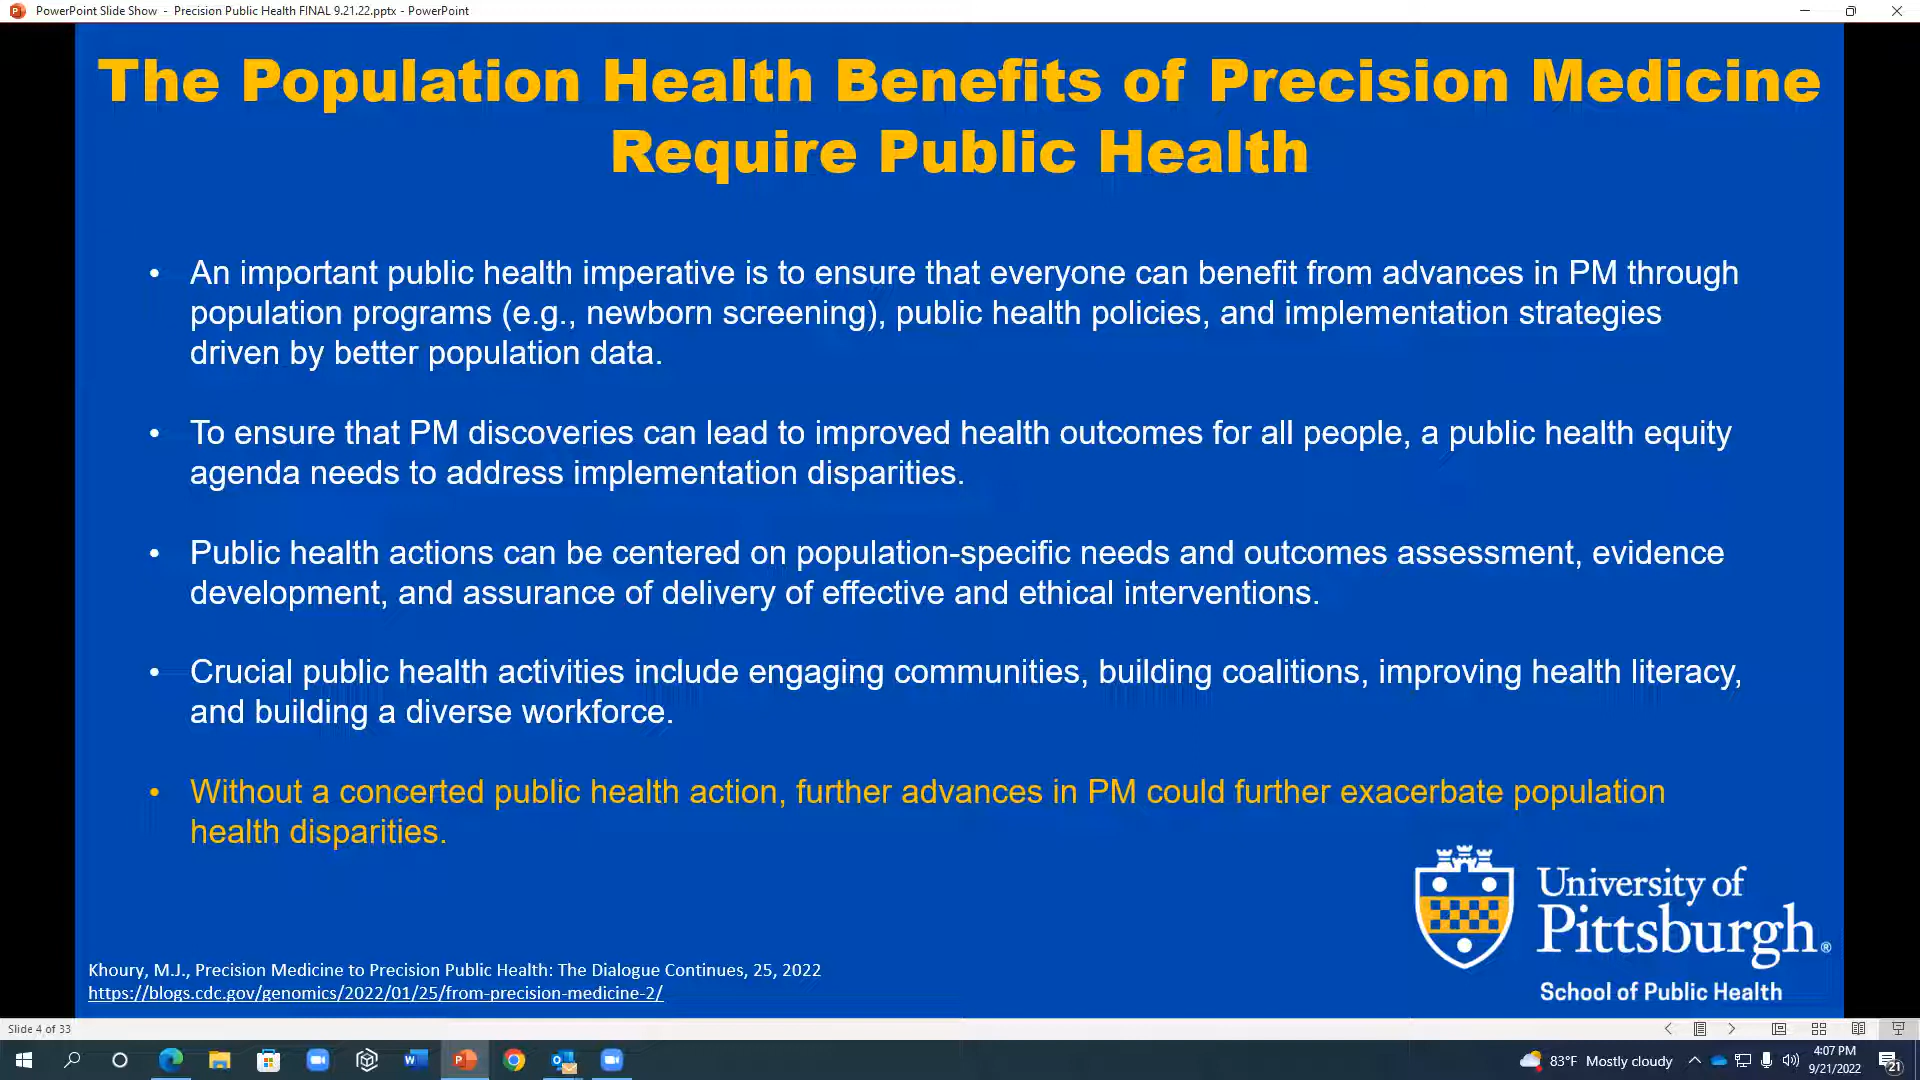 PowerPoint Slide Show - Precision Public Health FINAL 9.21.22.pptx - PowerPoint
The Population Health Benefits of Precision Medicine
Require Public Health
• An important public health imperative is to ensure that everyone can benefit from advances in PM through
population programs (e.g., newborn screening), public health policies, and implementation strategies
driven by better population data.
• To ensure that PM discoveries can lead to improved health outcomes for all people, a public health equity
agenda needs to address implementation disparities.
• Public health actions can be centered on population-specific needs and outcomes assessment, evidence
development, and assurance of delivery of effective and ethical interventions.
• Crucial public health activities include engaging communities, building coalitions, improving health literacy,
and building a diverse workforce.
• Without a concerted public health action, further advances in PM could further exacerbate population
health disparities.
University of
Pittsburgh®
School of Public Health
Khoury, M.J., Precision Medicine to Precision Public Health: The Dialogue Continues, 25, 2022
https://blogs.cdc.gov/genomics/2022/01/25/from-precision-medicine-2/
Slide 4 of 33
83°F Mostly cloudy
4:07 PM
9/21/2022
21